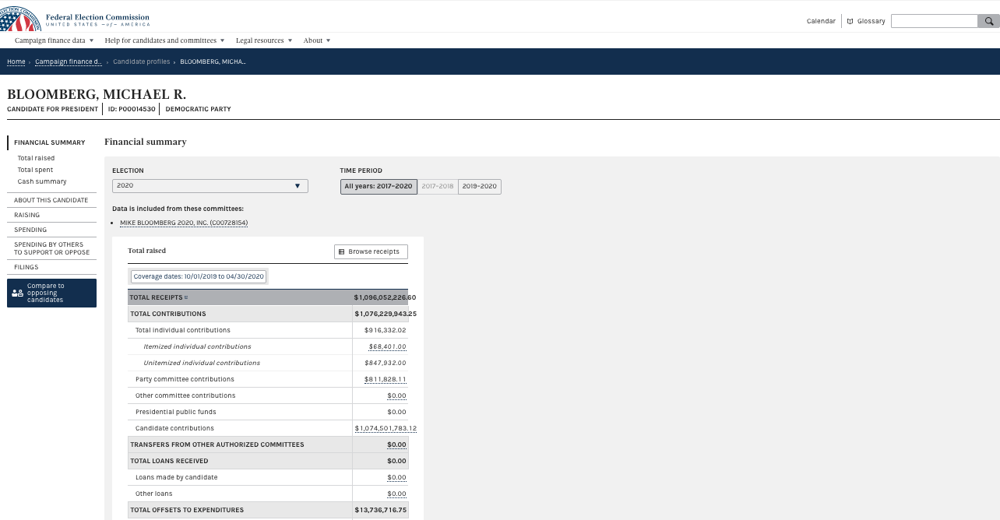 Federal Election Commission
UNITED STATES –of– AMERICA
Calendar
Glossary
Campaign finance data
Help for candidates and committees
Legal resources
About
Home › Campaign finance d... › Candidate profiles › BLOOMBERG, MICHA...
BLOOMBERG, MICHAEL R.
CANDIDATE FOR PRESIDENT
ID: P00014530
DEMOCRATIC PARTY
FINANCIAL SUMMARY
Total raised
Total spent
Cash summary
ABOUT THIS CANDIDATE
RAISING
SPENDING
SPENDING BY OTHERS
TO SUPPORT OR OPPOSE
FILINGS
Compare to
opposing
candidates
Financial summary
ELECTION
2020
TIME PERIOD
All years: 2017–2020
2017–2018
2019–2020
Data is included from these committees:
• MIKE BLOOMBERG 2020, INC. (C00728154)
Total raised
Browse receipts
Coverage dates: 10/01/2019 to 04/30/2020
TOTAL RECEIPTS $1,096,052,226.60
TOTAL CONTRIBUTIONS $1,076,229,943.25
Total individual contributions $916,332.02
Itemized individual contributions $68,401.00
Unitemized individual contributions $847,932.00
Party committee contributions $811,828.11
Other committee contributions $0.00
Presidential public funds $0.00
Candidate contributions $1,074,501,783.12
TRANSFERS FROM OTHER AUTHORIZED COMMITTEES $0.00
TOTAL LOANS RECEIVED $0.00
Loans made by candidate $0.00
Other loans $0.00
TOTAL OFFSETS TO EXPENDITURES $13,736,716.75